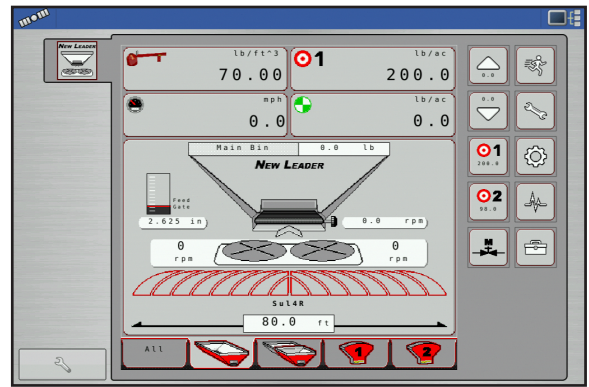 NEW LEADER
lb/ft^3
70.00
1
lb/ac
200.0
mph
0.0
lb/ac
0.0
Main Bin
0.0 lb
NEW LEADER
Feed
Gate
2.625 in
0.0 rpm
0
rpm
0
rpm
Sul4R
80.0 ft
All
1
2
0.0
0.0
1
200.0
2
90.0
M